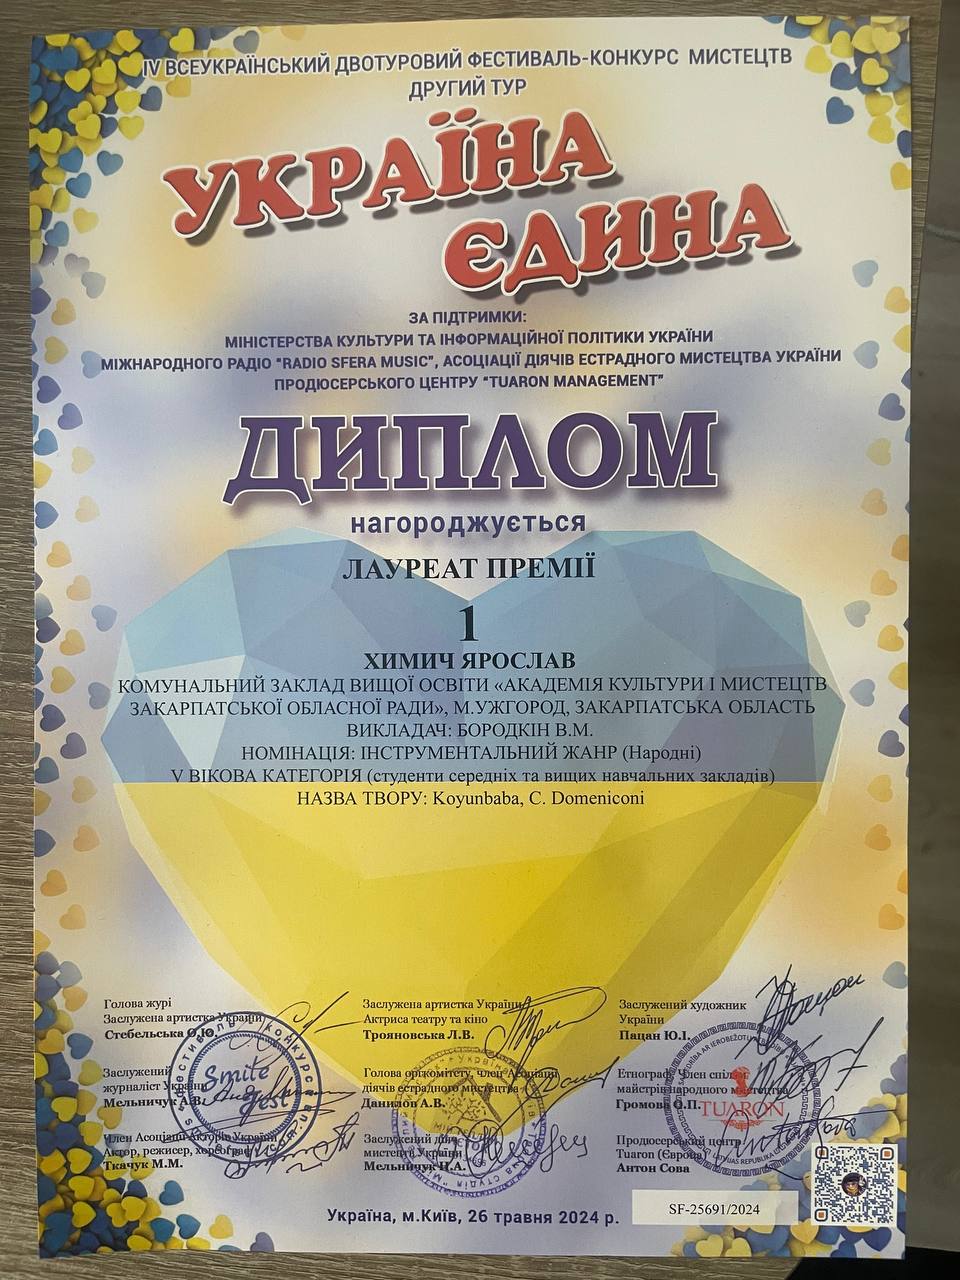 IV ВСЕУКРАЇНСЬКИЙ ДВОТУРОВИЙ ФЕСТИВАЛЬ-КОНКУРС МИСТЕЦТВ
ДРУГИЙ ТУР
УКРАЇНА
ЄДИНА
ЗА ПІДТРИМКИ:
МІНІСТЕРСТВА КУЛЬТУРИ ТА ІНФОРМАЦІЙНОЇ ПОЛІТИКИ УКРАЇНИ
МІЖНАРОДНОГО РАДІО "RADIO SFERA MUSIC", АСОЦІАЦІЇ ДІЯЧІВ ЕСТРАДНОГО МИСТЕЦТВА УКРАЇНИ
ПРОДЮСЕРСЬКОГО ЦЕНТРУ "TUARON MANAGEMENT"
ДИПЛОМ
нагороджується
ЛАУРЕАТ ПРЕМІЇ
1
ХИМИЧ ЯРОСЛАВ
КОМУНАЛЬНИЙ ЗАКЛАД ВИЩОЇ ОСВІТИ «АКАДЕМІЯ КУЛЬТУРИ І МИСТЕЦТВ
ЗАКАРПАТСЬКОЇ ОБЛАСНОЇ РАДИ», М.УЖГОРОД, ЗАКАРПАТСЬКА ОБЛАСТЬ
ВИКЛАДАЧ: БОРОДКІН В.М.
НОМІНАЦІЯ: ІНСТРУМЕНТАЛЬНИЙ ЖАНР (Народні)
V ВІКОВА КАТЕГОРІЯ (студенти середніх та вищих навчальних закладів)
НАЗВА ТВОРУ: Koyunbaba, C. Domeniconi
Голова журі
Заслужена артистка України
Стебельська О.Ю.
Заслужена артистка України
Актриса театру та кіно
Трояновська Л.В.
Заслужений художник
України
Пацан Ю.І.
Заслужений
журналіст України
Мельничук А.В.
Голова оргкомітету, член Асоціації
діячів естрадного мистецтва
Данилов А.В.
Етнограф, Член спілки
майстрів народного мистецтва
Громова О.П.
Член Асоціації Акторів України
Актор, режисер, хореограф
Ткачук М.М.
Заслужений діяч
мистецтв України
Мельничук Н.А.
Продюсерський центр
Tuaron (Європа)
Антон Сова
Smile
fest
TUARON
Україна, м.Київ, 26 травня 2024 р.
SF-25691/2024